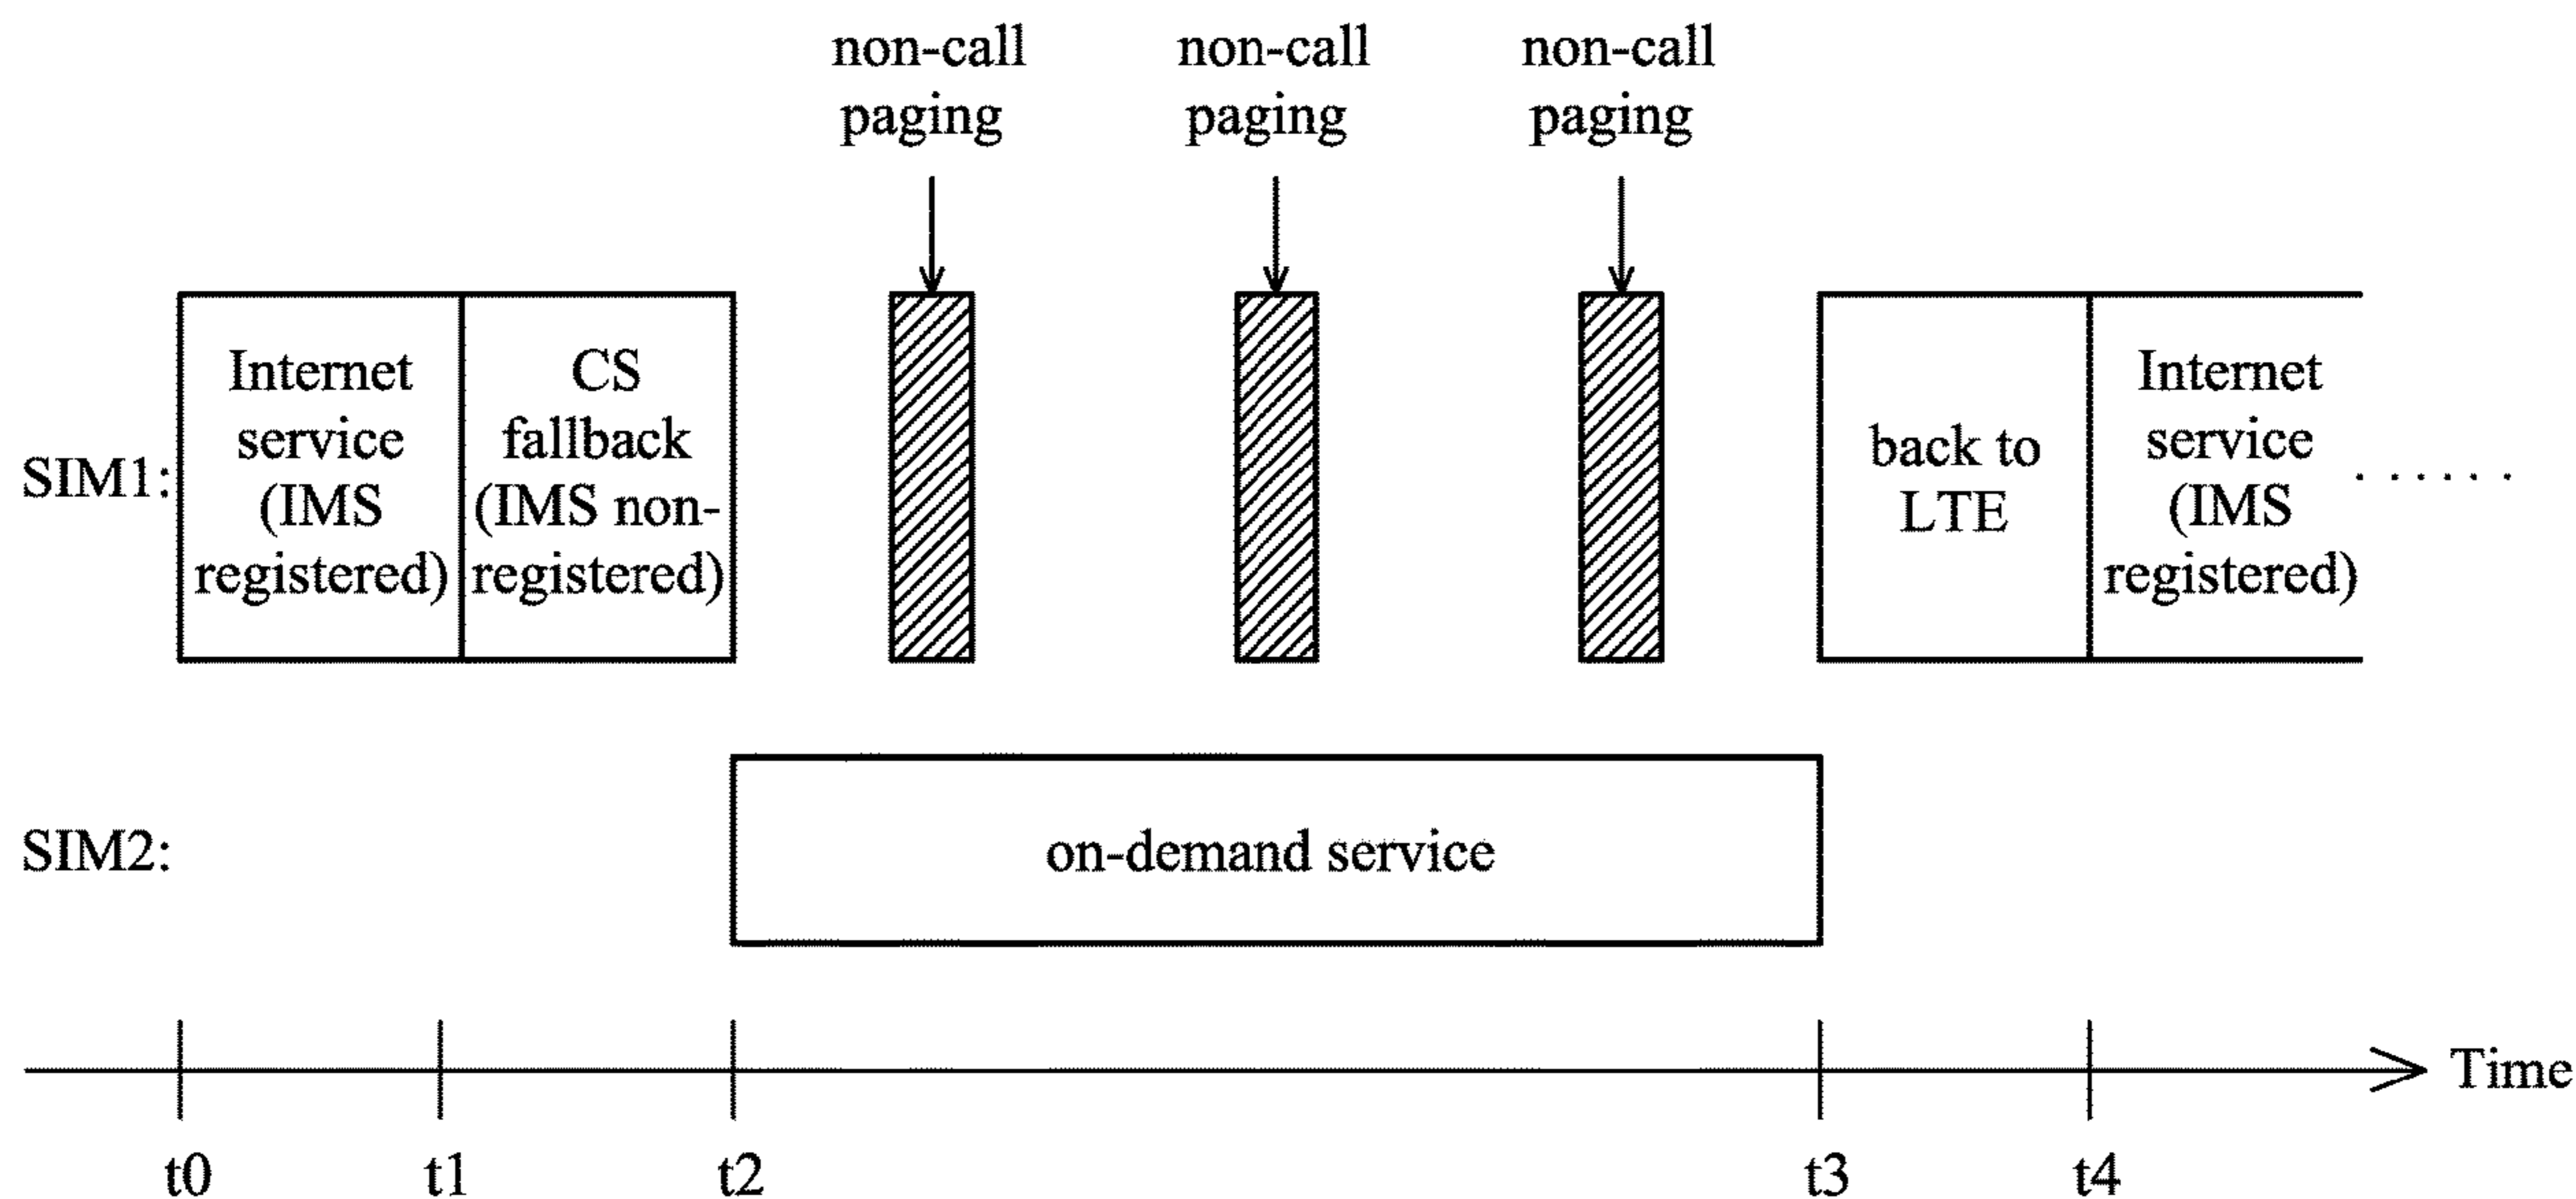 non-call
paging
non-call
paging
non-call
paging
SIM1:
Internet
service
(IMS
registered)
CS
fallback
(IMS non-
registered)
back to
LTE
Internet
service
(IMS
registered)
......
SIM2:
on-demand service
Time
t0
t1
t2
t3
t4